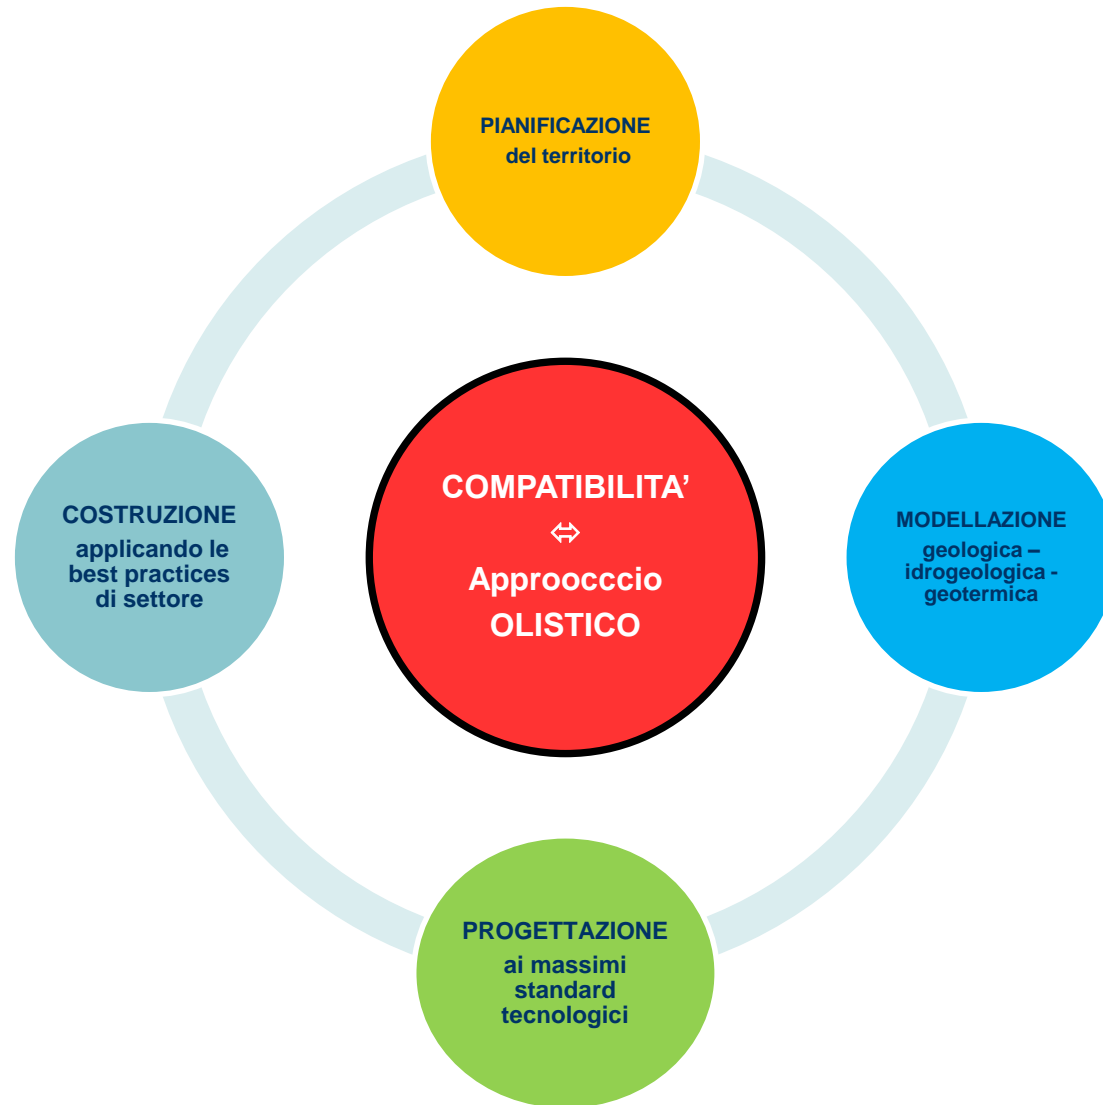 PIANIFICAZIONE
del territorio
COSTRUZIONE
applicando le
best practices
di settore
COMPATIBILITA’
⬄
Approocccio
OLISTICO
MODELLAZIONE
geologica –
idrogeologica -
geotermica
PROGETTAZIONE
ai massimi
standard
tecnologici